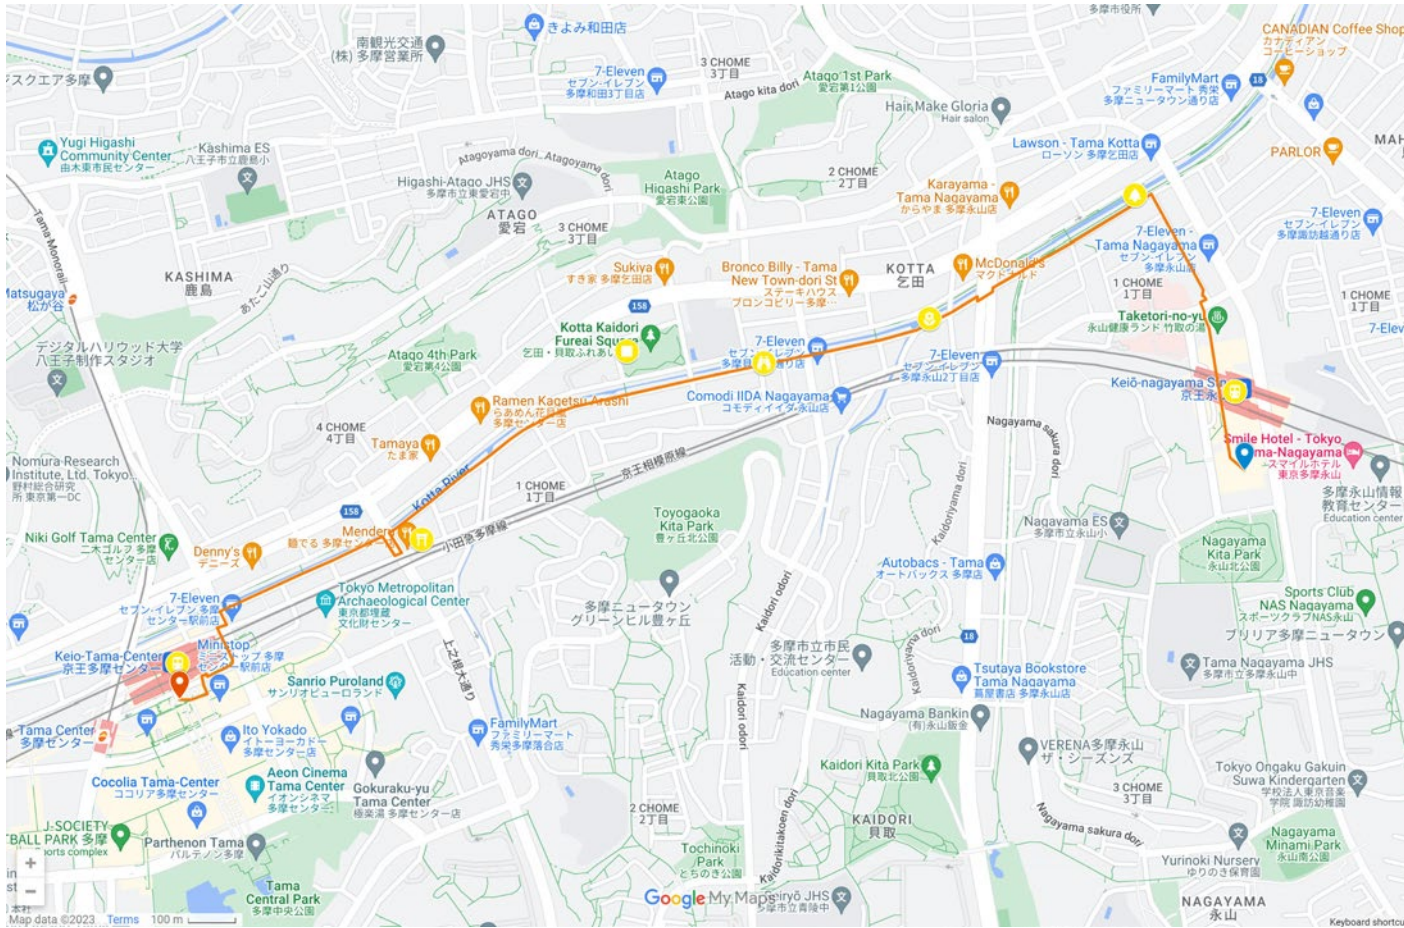 きよみ和田店
多摩市役所
CANADIAN Coffee Shop
カナディアン
コーヒーショップ
南観光交通
(株) 多摩営業所
3 CHOME
3丁目
Atago 1st Park
愛宕第1公園
7-Eleven
セブン-イレブン
多摩和田3丁目店
Atago kita dori
FamilyMart
ファミリーマート 秀栄
多摩ニュータウン通り店
18
スクエア多摩
Hair Make Gloria
Hair salon
Yugi Higashi
Community Center
由木東市民センター
Kashima ES
八王子市立鹿島小
Atagoyama dori
Atagoyama dori
Lawson - Tama Kotta
ローソン 多摩乞田店
PARLOR
Higashi-Atago JHS
多摩市立東愛宕中
Atago
Higashi Park
愛宕東公園
2 CHOME
2丁目
Karayama -
Tama Nagayama
からやま 多摩永山店
ATAGO
愛宕
3 CHOME
3丁目
7-Eleven
セブン-イレブン
多摩諏訪越通り店
Tama Monorail
7-Eleven -
Tama Nagayama
セブン-イレブン
多摩永山店
KASHIMA
鹿島
あたご山通り
Sukiya
すき家 多摩乞田店
Bronco Billy - Tama
New Town-dori St
ステーキハウス
ブロンコビリー多摩…
KOTTA
乞田
McDonald's
マクドナルド
Matsugaya
松が谷
1 CHOME
1丁目
1 CHOME
1丁目
158
Kotta Kaidori
Fureai Square
乞田・貝取ふれあい
Taketori-no-yu
永山健康ランド 竹取の湯
デジタルハリウッド大学
八王子制作スタジオ
Atago 4th Park
愛宕第4公園
7-Eleven
セブン-イレブン
7-Eleven
セブン-イレブン
多摩永山2丁目店
Keiō-nagayama
京王永
Comodi IIDA Nagayama
コモディイイダ 永山店
Ramen Kagetsu Arashi
らあめん花月嵐
多摩センター店
4 CHOME
4丁目
Tamaya
たま家
Nagayama sakura dori
Smile Hotel - Tokyo
Tama-Nagayama
スマイルホテル
東京多摩永山
Nomura Research
Institute, Ltd. Tokyo...
野村総合研究
所 東京第一DC
京王相模原線
Kotta River
1 CHOME
1丁目
Kaidoriyama dori
多摩永山情報
教育センター
Education center
158
Toyogaoka
Kita Park
豊ヶ丘北公園
Nagayama ES
多摩市立永山小
小田急多摩線
Niki Golf Tama Center
二木ゴルフ 多摩
センター店
Denny's
デニーズ
Nagayama
Kita Park
永山北公園
Autobacs - Tama
オートバックス 多摩店
Tokyo Metropolitan
Archaeological Center
東京都埋蔵
文化財センター
7-Eleven
セブン-イレブン 多摩
センター駅前店
多摩ニュータウン
グリーンヒル豊ヶ丘
Kaidori odori
Sports Club
NAS Nagayama
スポーツクラブNAS永山
ブリリア多摩ニュータウン
18
Keio-Tama-Center
京王多摩センター
Ministop
ミニストップ 多摩
センター駅前店
上之根大通り
多摩市立市民
活動・交流センター
Education center
Kaidoriyama dori
Tsutaya Bookstore
Tama Nagayama
蔦屋書店 多摩永山店
Tama Nagayama JHS
多摩市立多摩永山中
Sanrio Puroland
サンリオピューロランド
Kaidori odori
Tama Center
多摩センター
Ito Yokado
イトーヨーカドー
多摩センター店
FamilyMart
ファミリーマート
秀栄多摩落合店
Nagayama Bankin
(有)永山鈑金
VERENA多摩永山
ザ・シーズンズ
Cocolia Tama-Center
ココリア多摩センター
Aeon Cinema
Tama Center
イオンシネマ
多摩センター
Gokuraku-yu
Tama Center
極楽湯 多摩センター店
Kaidori Kita Park
貝取北公園
Tokyo Ongaku Gakuin
Suwa Kindergarten
学校法人東京音楽
学院 諏訪幼稚園
2 CHOME
2丁目
3 CHOME
3丁目
KAIDORI
貝取
J-SOCIETY
TBALL PARK 多摩
orts complex
Parthenon Tama
パルテノン多摩
Kaidorikitakoen dori
Nagayama sakura dori
Nagayama
Minami Park
永山南公園
Tochinoki
Park
とちのき公園
Yurinoki Nursery
ゆりのき保育園
Tama
Central Park
多摩中央公園
Google My Maps
eiryō JHS
多摩市立青陵中
NAGAYAMA
永山
Map data ©2023
Terms
100 m
Keyboard shortcu